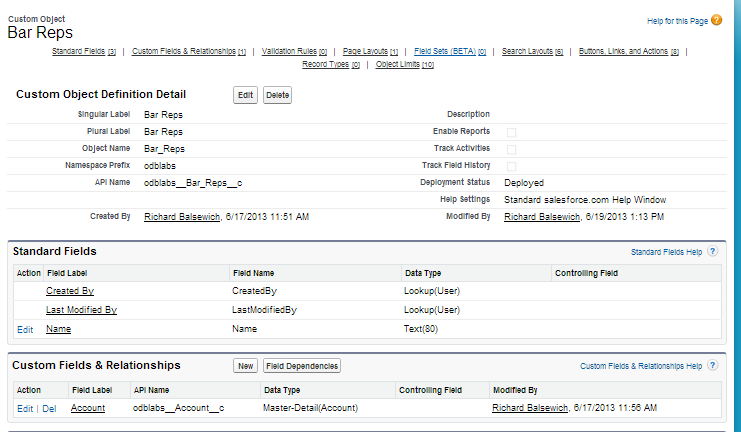 Custom Object
Bar Reps
Help for this Page ?
Standard Fields [3] | Custom Fields & Relationships [1] | Validation Rules [0] | Page Layouts [1] | Field Sets (BETA) [0] | Search Layouts [6] | Buttons, Links, and Actions [8] |
Record Types [0] | Object Limits [10]
Custom Object Definition Detail Edit Delete
Singular Label Bar Reps Description
Plural Label Bar Reps Enable Reports
Object Name Bar_Reps Track Activities
Namespace Prefix odblabs Track Field History
API Name odblabs__Bar_Reps__c Deployment Status Deployed
Help Settings Standard salesforce.com Help Window
Created By Richard Balsewich, 6/17/2013 11:51 AM Modified By Richard Balsewich, 6/19/2013 1:13 PM
Standard Fields Standard Fields Help ?
Action Field Label Field Name Data Type Controlling Field
Created By CreatedBy Lookup(User)
Last Modified By LastModifiedBy Lookup(User)
Edit Name Name Text(80)
Custom Fields & Relationships New Field Dependencies Custom Fields & Relationships Help ?
Action Field Label API Name Data Type Controlling Field Modified By
Edit | Del Account odblabs__Account__c Master-Detail(Account) Richard Balsewich, 6/17/2013 11:56 AM